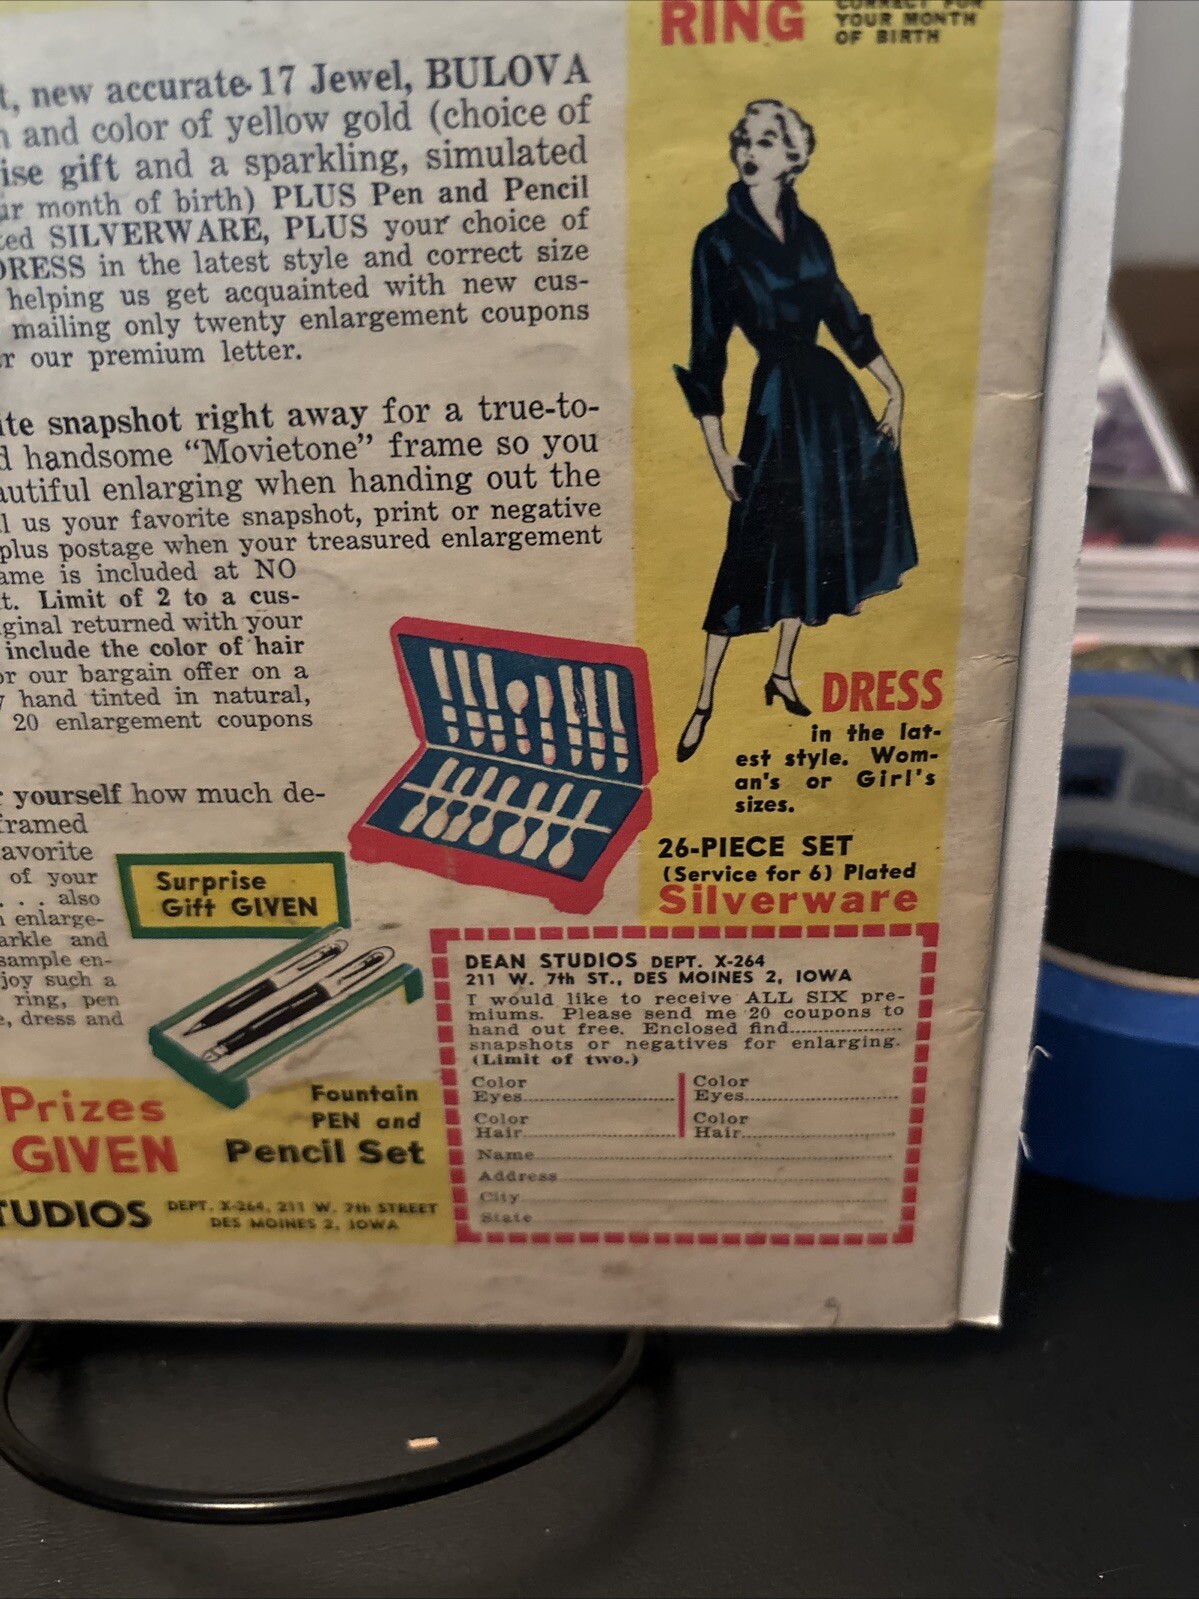 RING
YOUR MONTH
OF BIRTH
t, new accurate 17 Jewel, BULOVA
and color of yellow gold (choice of
ise gift and a sparkling, simulated
ur month of birth) PLUS Pen and Pencil
ted SILVERWARE, PLUS your choice of
DRESS in the latest style and correct size
helping us get acquainted with new cus-
mailing only twenty enlargement coupons
r our premium letter.
ite snapshot right away for a true-to-
d handsome “Movietone” frame so you
autiful enlarging when handing out the
l us your favorite snapshot, print or negative
plus postage when your treasured enlargement
ame is included at NO
t. Limit of 2 to a cus-
ginal returned with your
include the color of hair
or our bargain offer on a
y hand tinted in natural,
20 enlargement coupons
r yourself how much de-
framed
avorite
of your
. . . also
n enlarge-
arkle and
sample en-
joy such a
ring, pen
e, dress and
DRESS
in the lat-
est style. Wom-
an's or Girl's
sizes.
26-PIECE SET
(Service for 6) Plated
Silverware
Surprise
Gift GIVEN
Prizes
GIVEN
Fountain
PEN and
Pencil Set
TUDIOS
DEPT. X-264, 211 W. 7th STREET
DES MOINES 2, IOWA
DEAN STUDIOS DEPT. X-264
211 W. 7th ST., DES MOINES 2, IOWA
I would like to receive ALL SIX pre-
miums. Please send me 20 coupons to
hand out free. Enclosed find....................
snapshots or negatives for enlarging.
(Limit of two.)
Color
Eyes
Color
Hair
Color
Eyes
Color
Hair
Name
Address
City
State